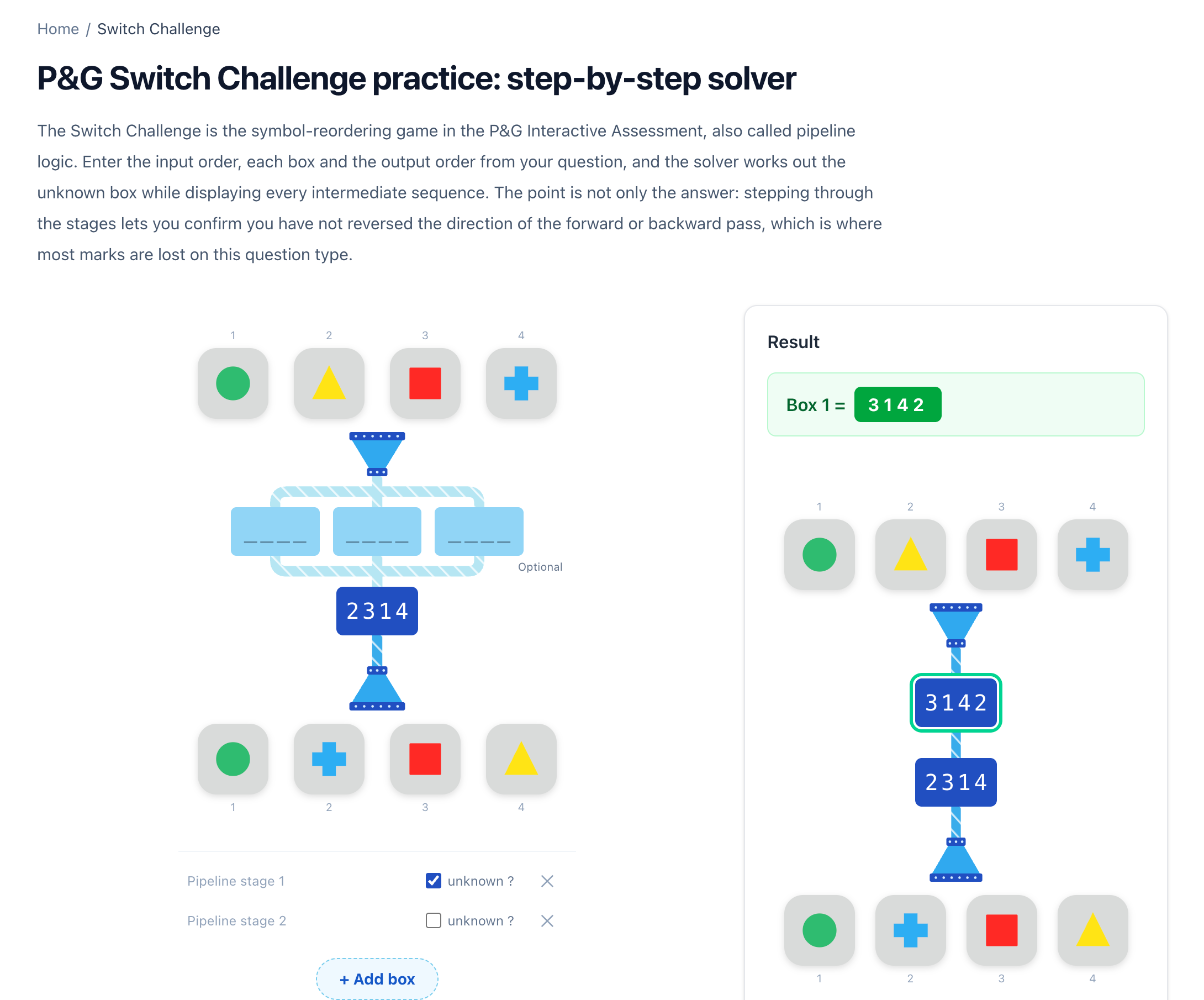 Home / Switch Challenge
P&G Switch Challenge practice: step-by-step solver
The Switch Challenge is the symbol-reordering game in the P&G Interactive Assessment, also called pipeline
logic. Enter the input order, each box and the output order from your question, and the solver works out the
unknown box while displaying every intermediate sequence. The point is not only the answer: stepping through
the stages lets you confirm you have not reversed the direction of the forward or backward pass, which is where
most marks are lost on this question type.
1 2 3 4
_ _ _ _ _ _ _ _ _ _ _ _
Optional
2314
1 2 3 4
Pipeline stage 1 unknown ?
Pipeline stage 2 unknown ?
+ Add box
Result
Box 1 = 3 1 4 2
1 2 3 4
3142
2314
1 2 3 4